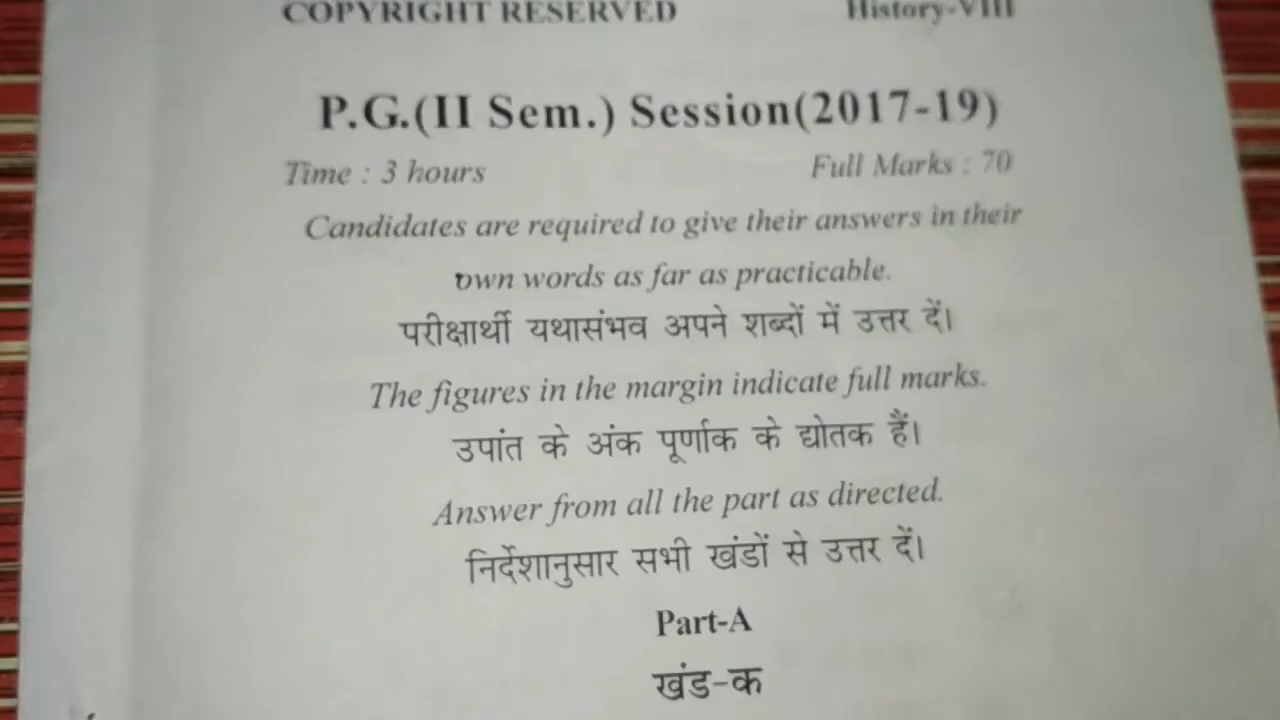 COPYRIGHT RESERVED History-VIII
P.G.(II Sem.) Session(2017-19)
Time : 3 hours Full Marks : 70
Candidates are required to give their answers in their
own words as far as practicable.
परीक्षार्थी यथासंभव अपने शब्दों में उत्तर दें।
The figures in the margin indicate full marks.
उपांत के अंक पूर्णाक के द्योतक हैं।
Answer from all the part as directed.
निर्देशानुसार सभी खंडों से उत्तर दें।
Part-A
खंड-क